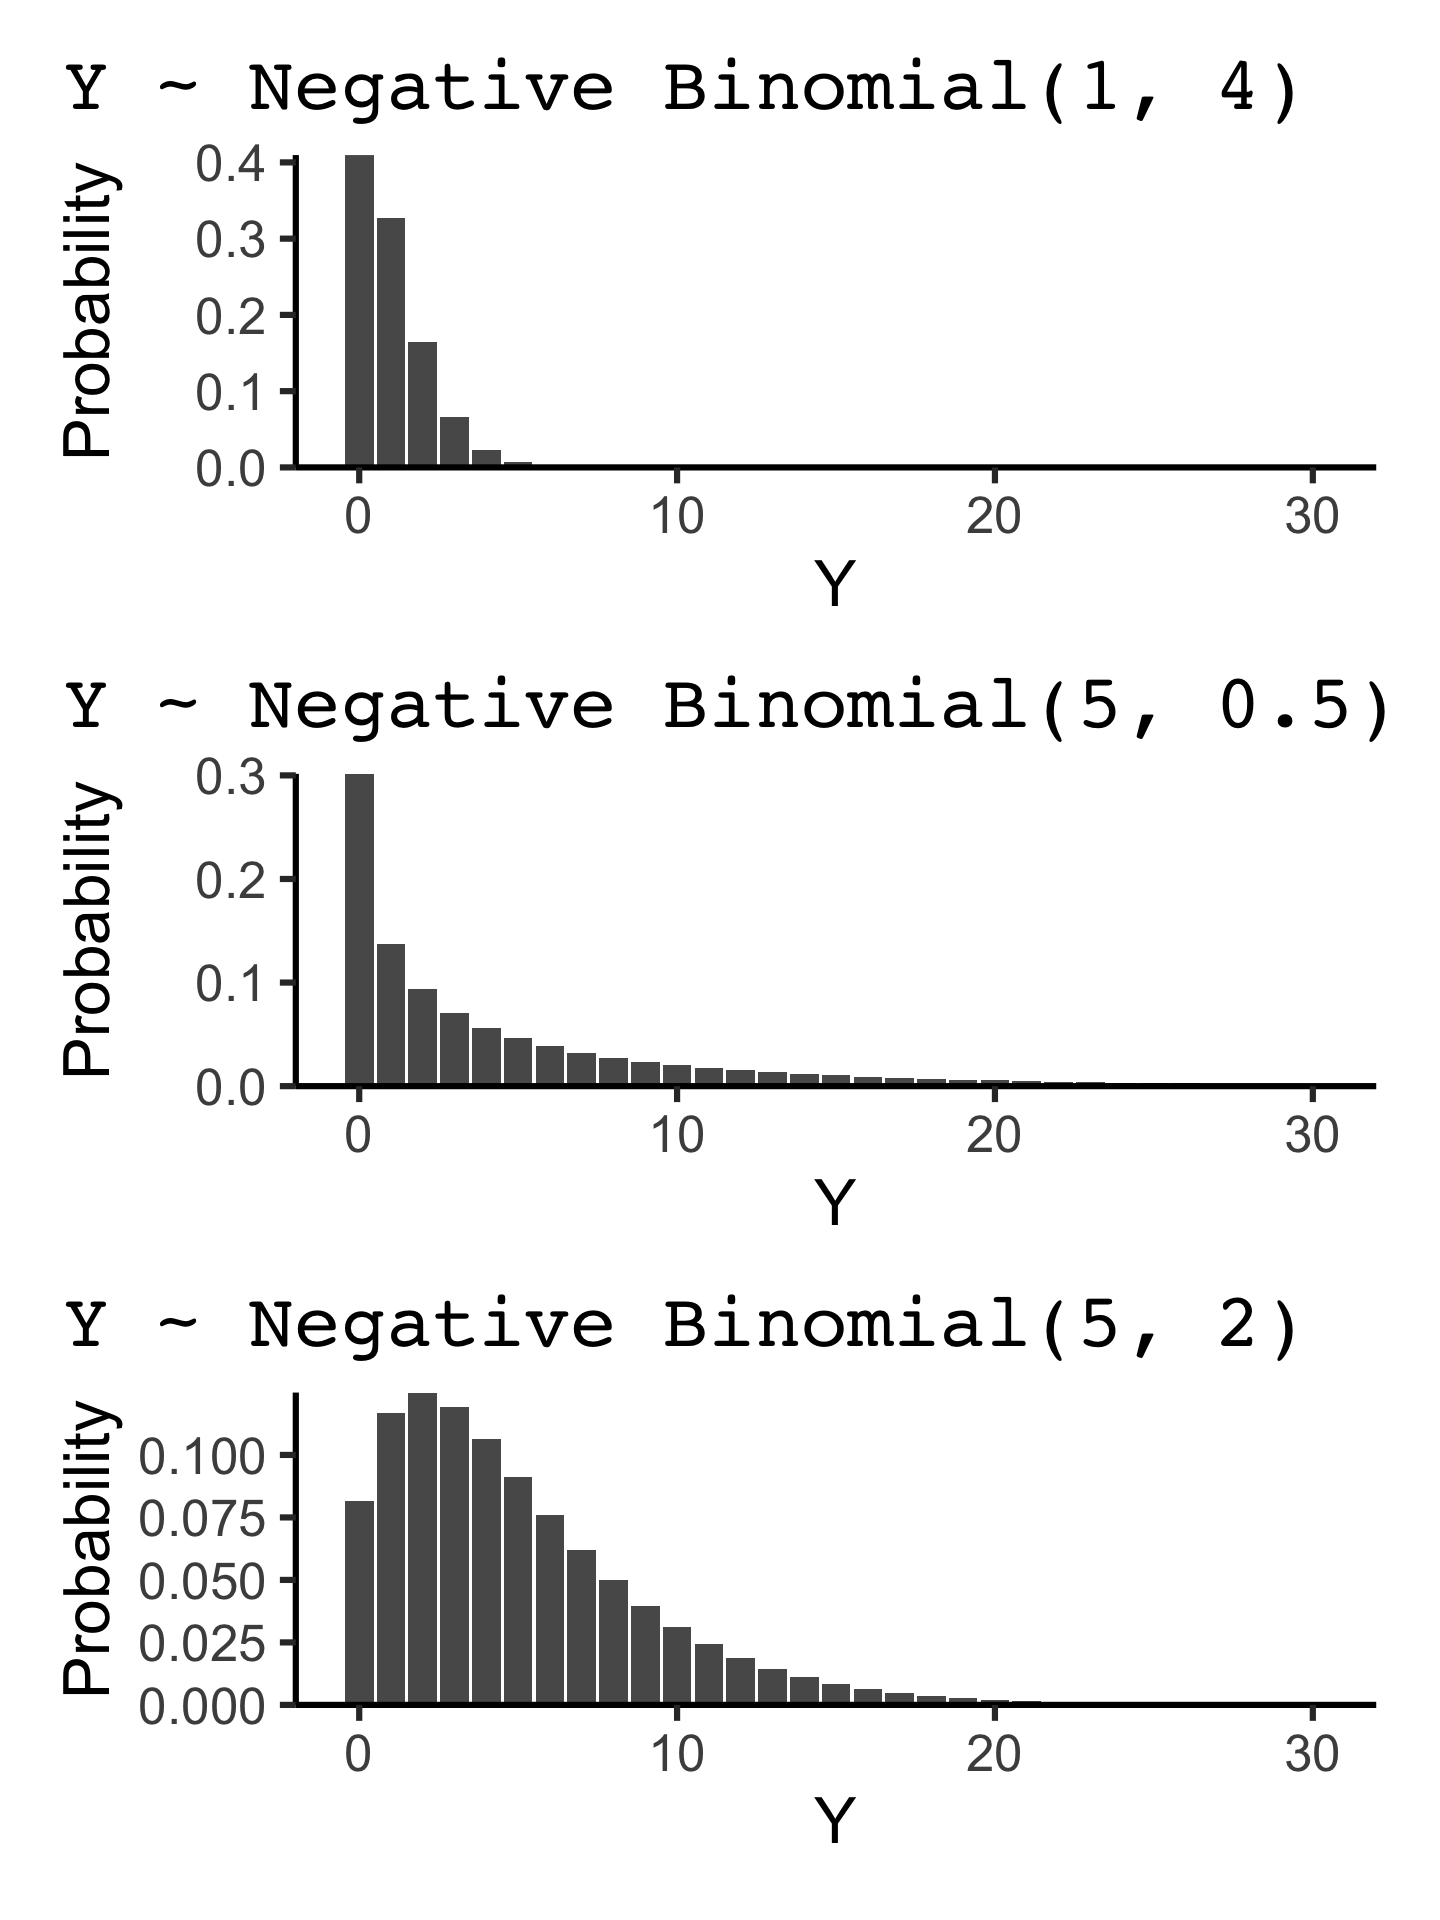 Y ~ Negative Binomial(1, 4)
Probability
0.4
0.3
0.2
0.1
0.0
0 10 20 30
Y
Y ~ Negative Binomial(5, 0.5)
Probability
0.3
0.2
0.1
0.0
0 10 20 30
Y
Y ~ Negative Binomial(5, 2)
Probability
0.100
0.075
0.050
0.025
0.000
0 10 20 30
Y